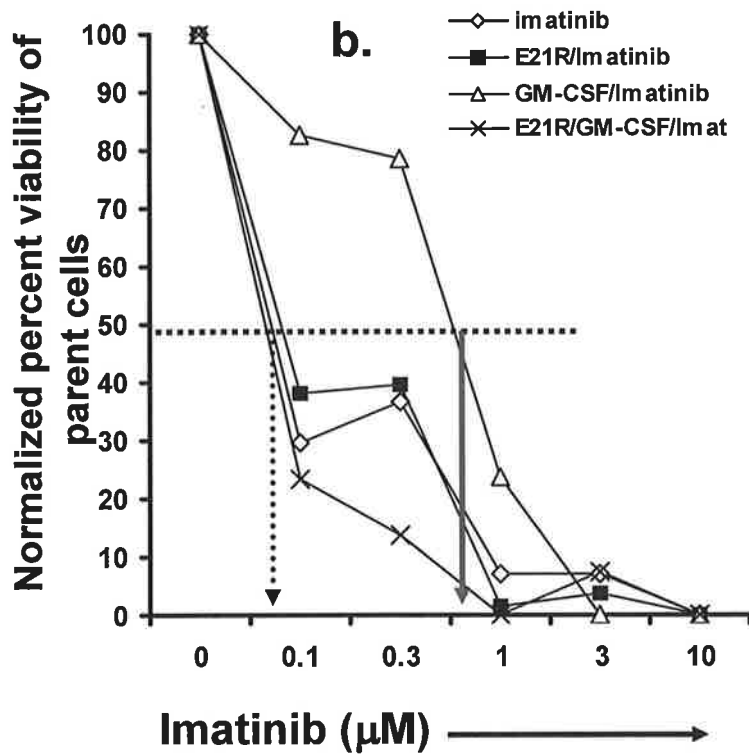 b.
imatinib
E21R/Imatinib
GM-CSF/Imatinib
E21R/GM-CSF/Imat
Normalized percent viability of
parent cells
100
90
80
70
60
50
40
30
20
10
0
0 0.1 0.3 1 3 10
Imatinib (μM)